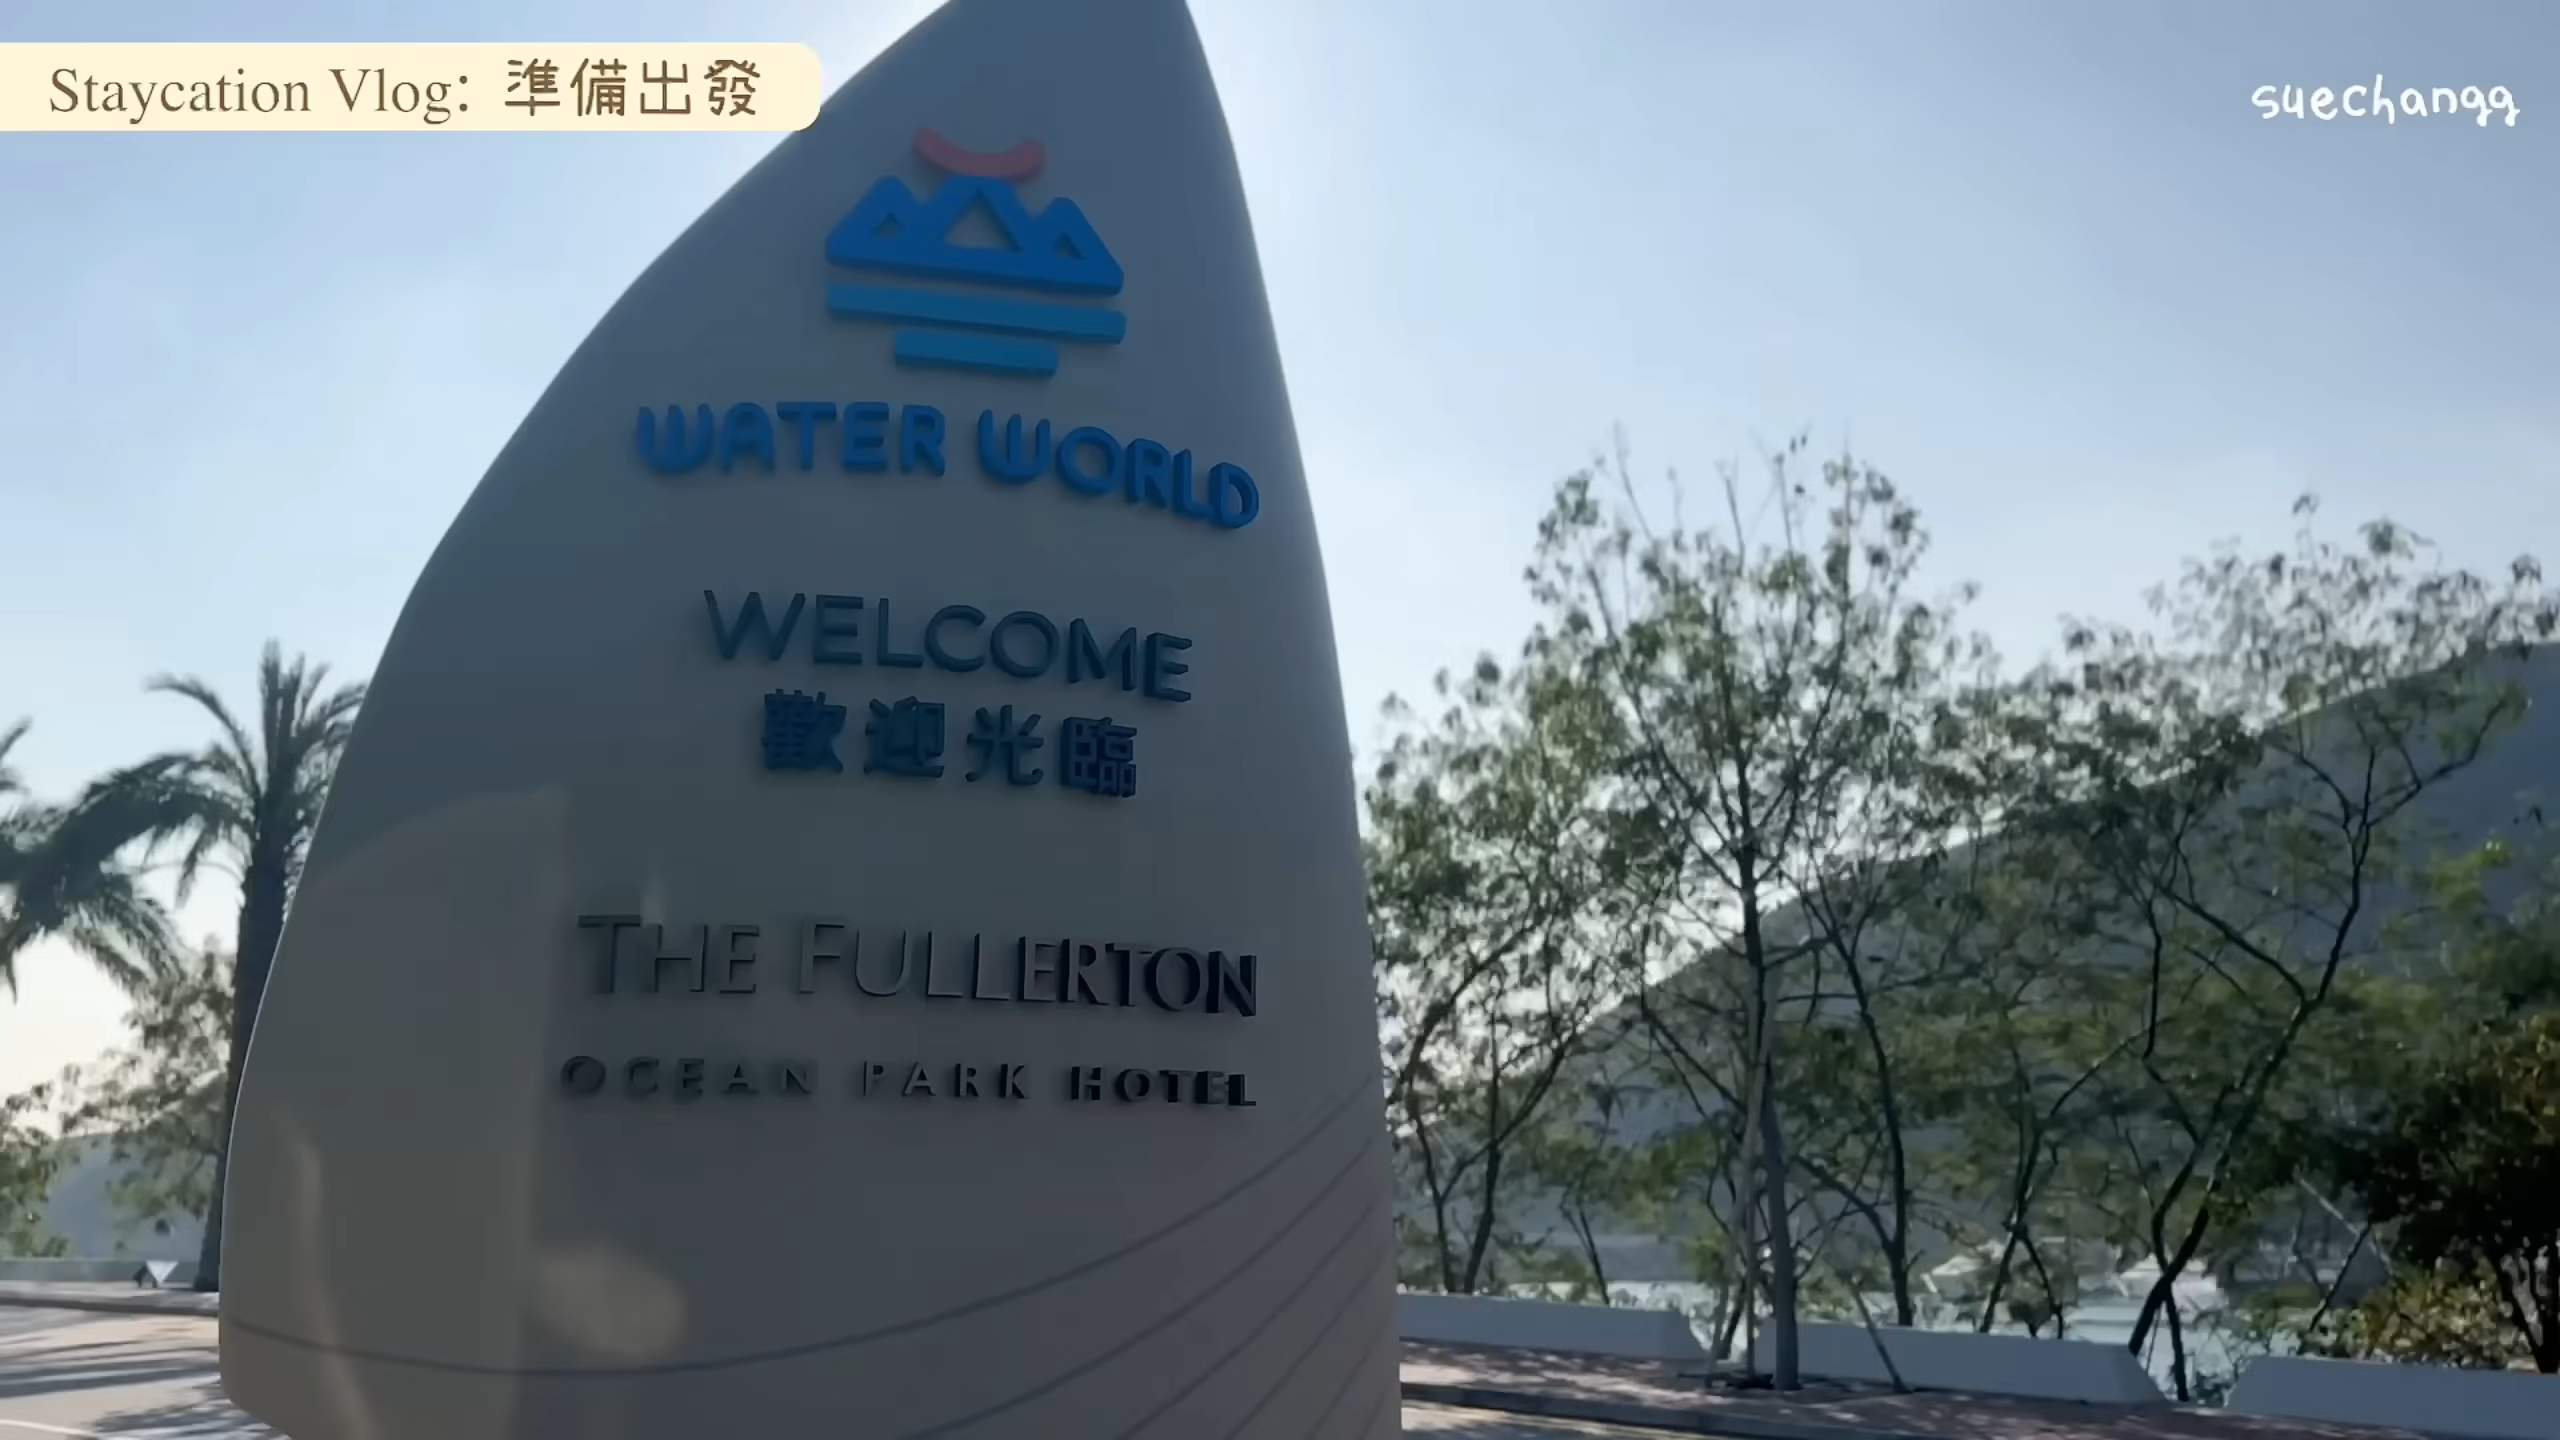 Staycation Vlog: 準備出發
suechangg
WATER WORLD
WELCOME
歡迎光臨
THE FULLERTON
OCEAN PARK HOTEL